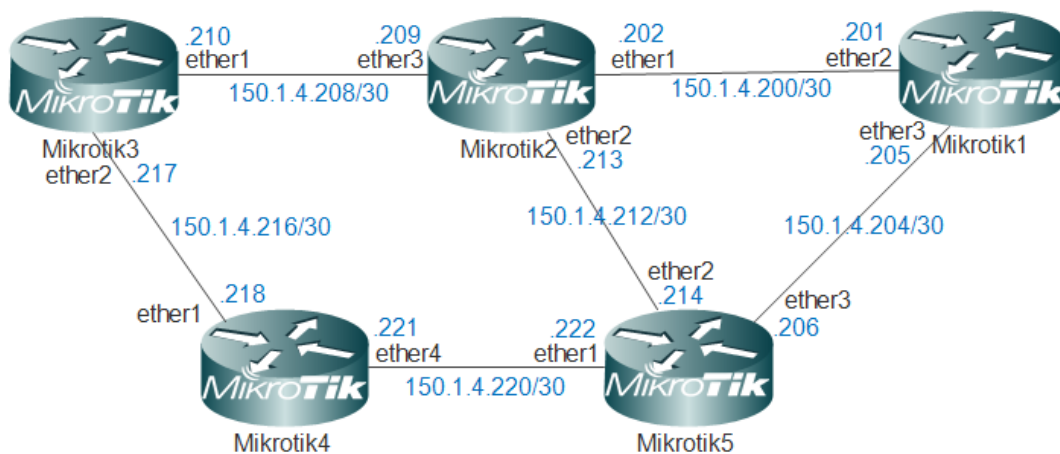 .210
ether1
.209
ether3
150.1.4.208/30
.202
ether1
.201
ether2
150.1.4.200/30
MikroTik
MikroTik
MikroTik
Mikrotik3
ether2
.217
Mikrotik2
ether2
.213
ether3
.205
Mikrotik1
150.1.4.216/30
150.1.4.212/30
150.1.4.204/30
ether1
.218
.221
ether4
.222
ether1
ether2
.214
ether3
.206
150.1.4.220/30
MikroTik
MikroTik
Mikrotik4
Mikrotik5